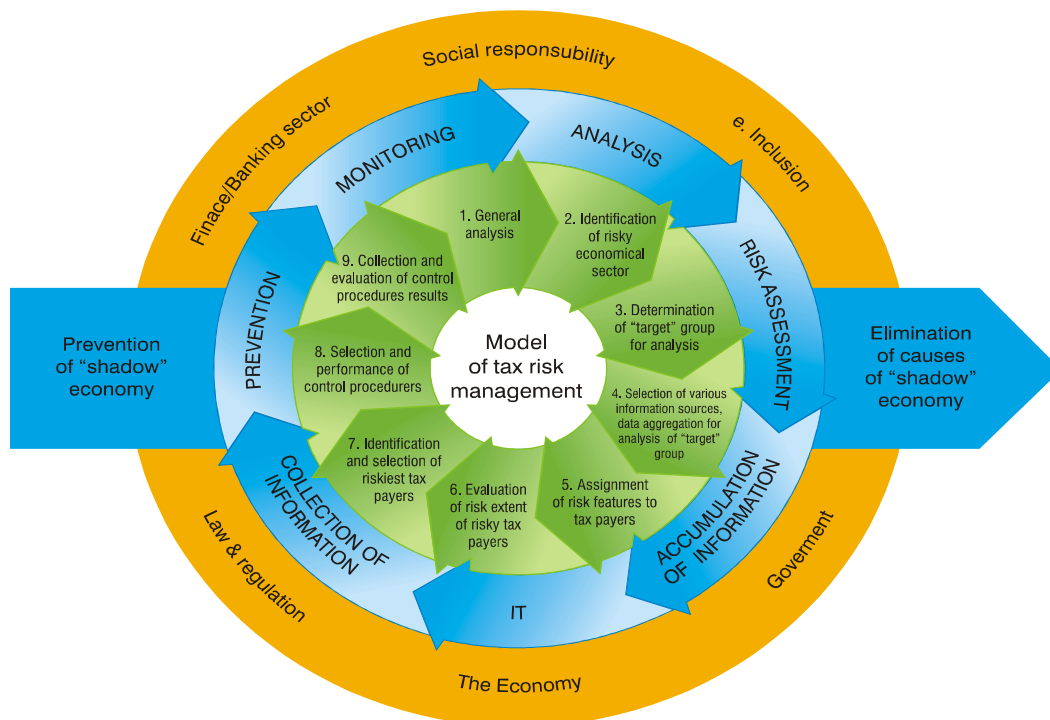 Social responsubility
Finace/Banking sector
e. Inclusion
MONITORING
ANALYSIS
1. General
analysis
2. Identification
of risky
economical
sector
9. Collection and
evaluation of control
procedures results
RISK ASSESSMENT
3. Determination
of “target” group
for analysis
PREVENTION
Prevention
of “shadow”
economy
Model
of tax risk
management
Elimination
of causes
of “shadow”
economy
8. Selection and
performance of
control procedurers
4. Selection of various
information sources,
data aggregation for
analysis of “target”
group
7. Identification
and selection of
riskiest tax
payers
6. Evaluation
of risk extent
of risky tax
payers
5. Assignment
of risk features to
tax payers
COLLECTION OF
INFORMATION
ACCUMULATION
OF INFORMATION
IT
Law & regulation
Goverment
The Economy